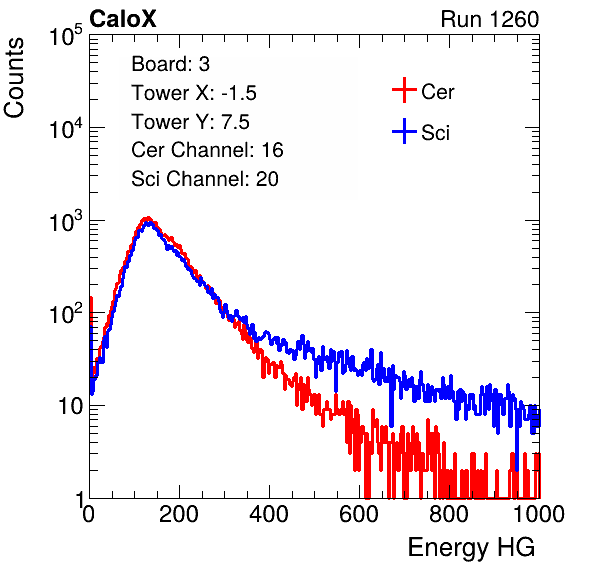 CaloX Run 1260
Counts
10^5
10^4
10^3
10^2
10
1
Board: 3
Tower X: -1.5
Tower Y: 7.5
Cer Channel: 16
Sci Channel: 20
Cer
Sci
0 200 400 600 800 1000
Energy HG